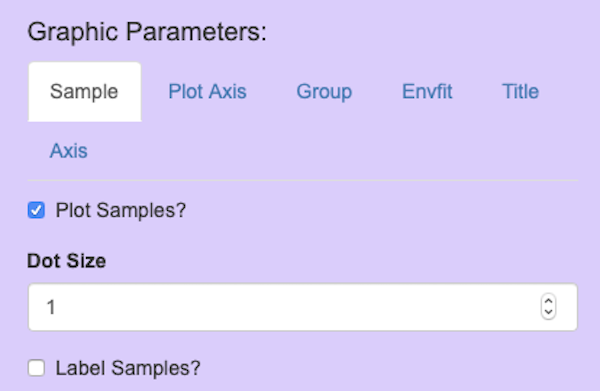 Graphic Parameters:
Sample Plot Axis Group Envfit Title
Axis
Plot Samples?
Dot Size
1
Label Samples?